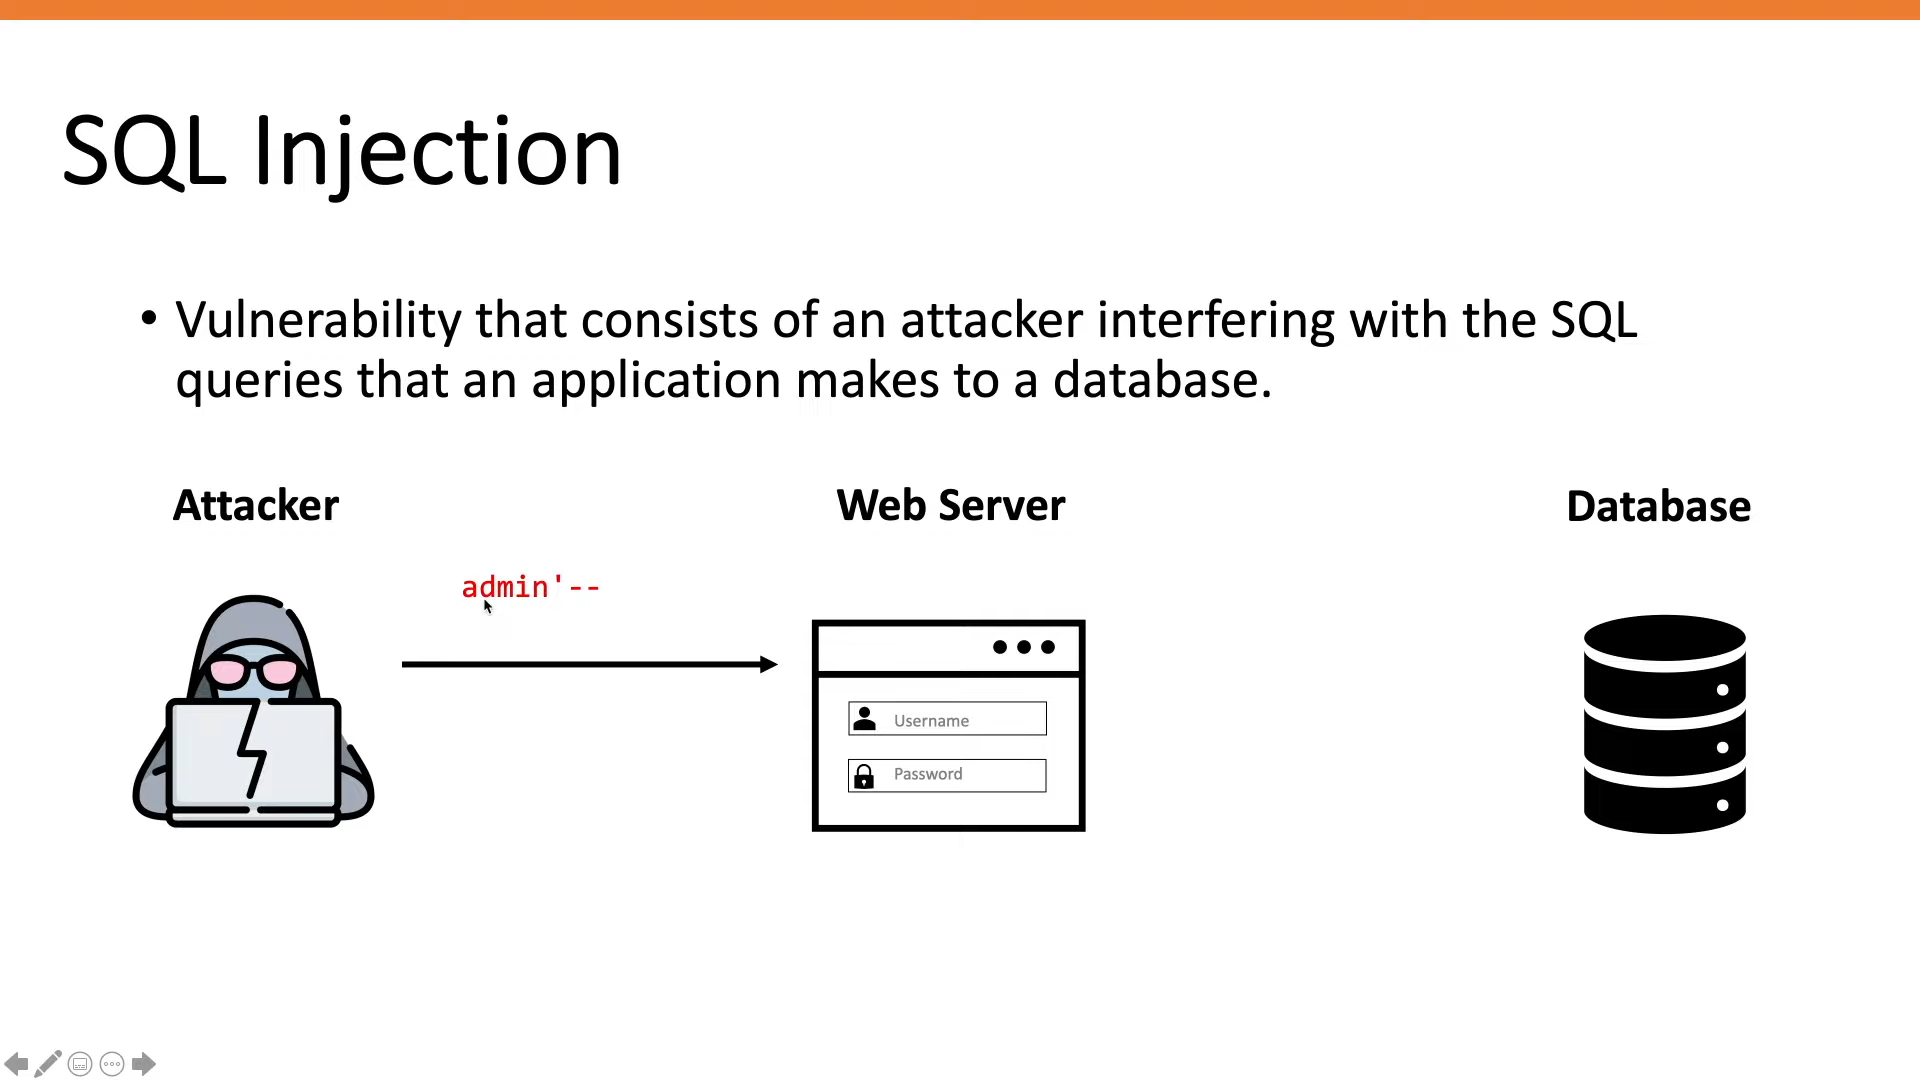 SQL Injection
• Vulnerability that consists of an attacker interfering with the SQL
queries that an application makes to a database.
Attacker
Web Server
Database
admin'--
Username
Password